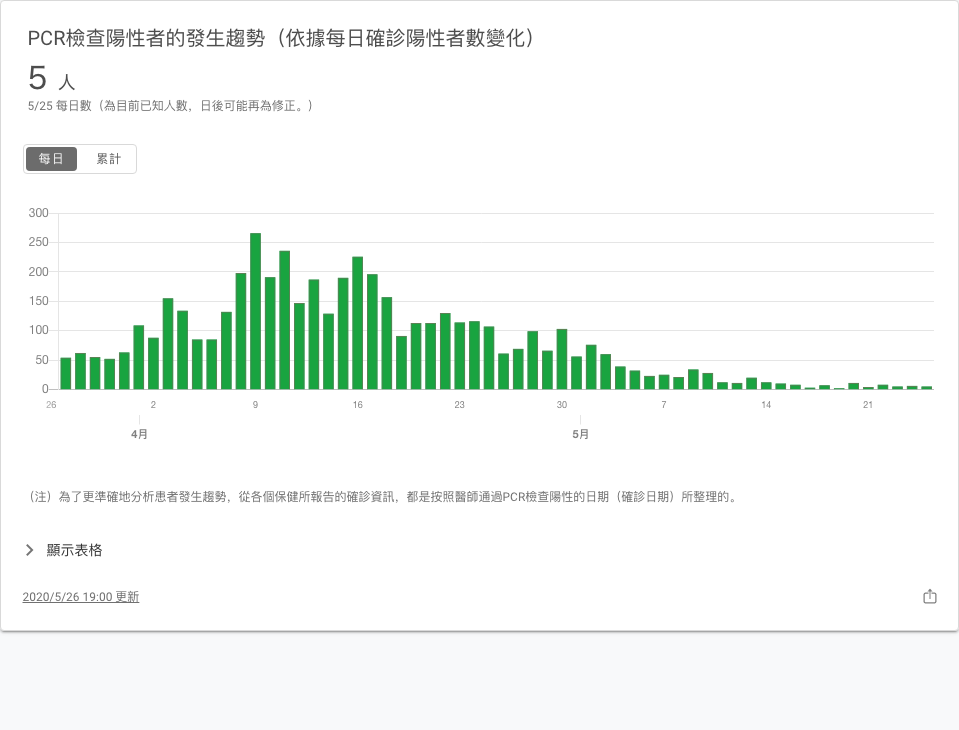 PCR檢查陽性者的發生趨勢（依據每日確診陽性者數變化）
5 人
5/25 每日數（為目前已知人數，日後可能再為修正。）
每日 累計
300
250
200
150
100
50
0
26 2 9 16 23 30 7 14 21
4月 5月
（注）為了更準確地分析患者發生趨勢，從各個保健所報告的確診資訊，都是按照醫師通過PCR檢查陽性的日期（確診日期）所整理的。
顯示表格
2020/5/26 19:00 更新